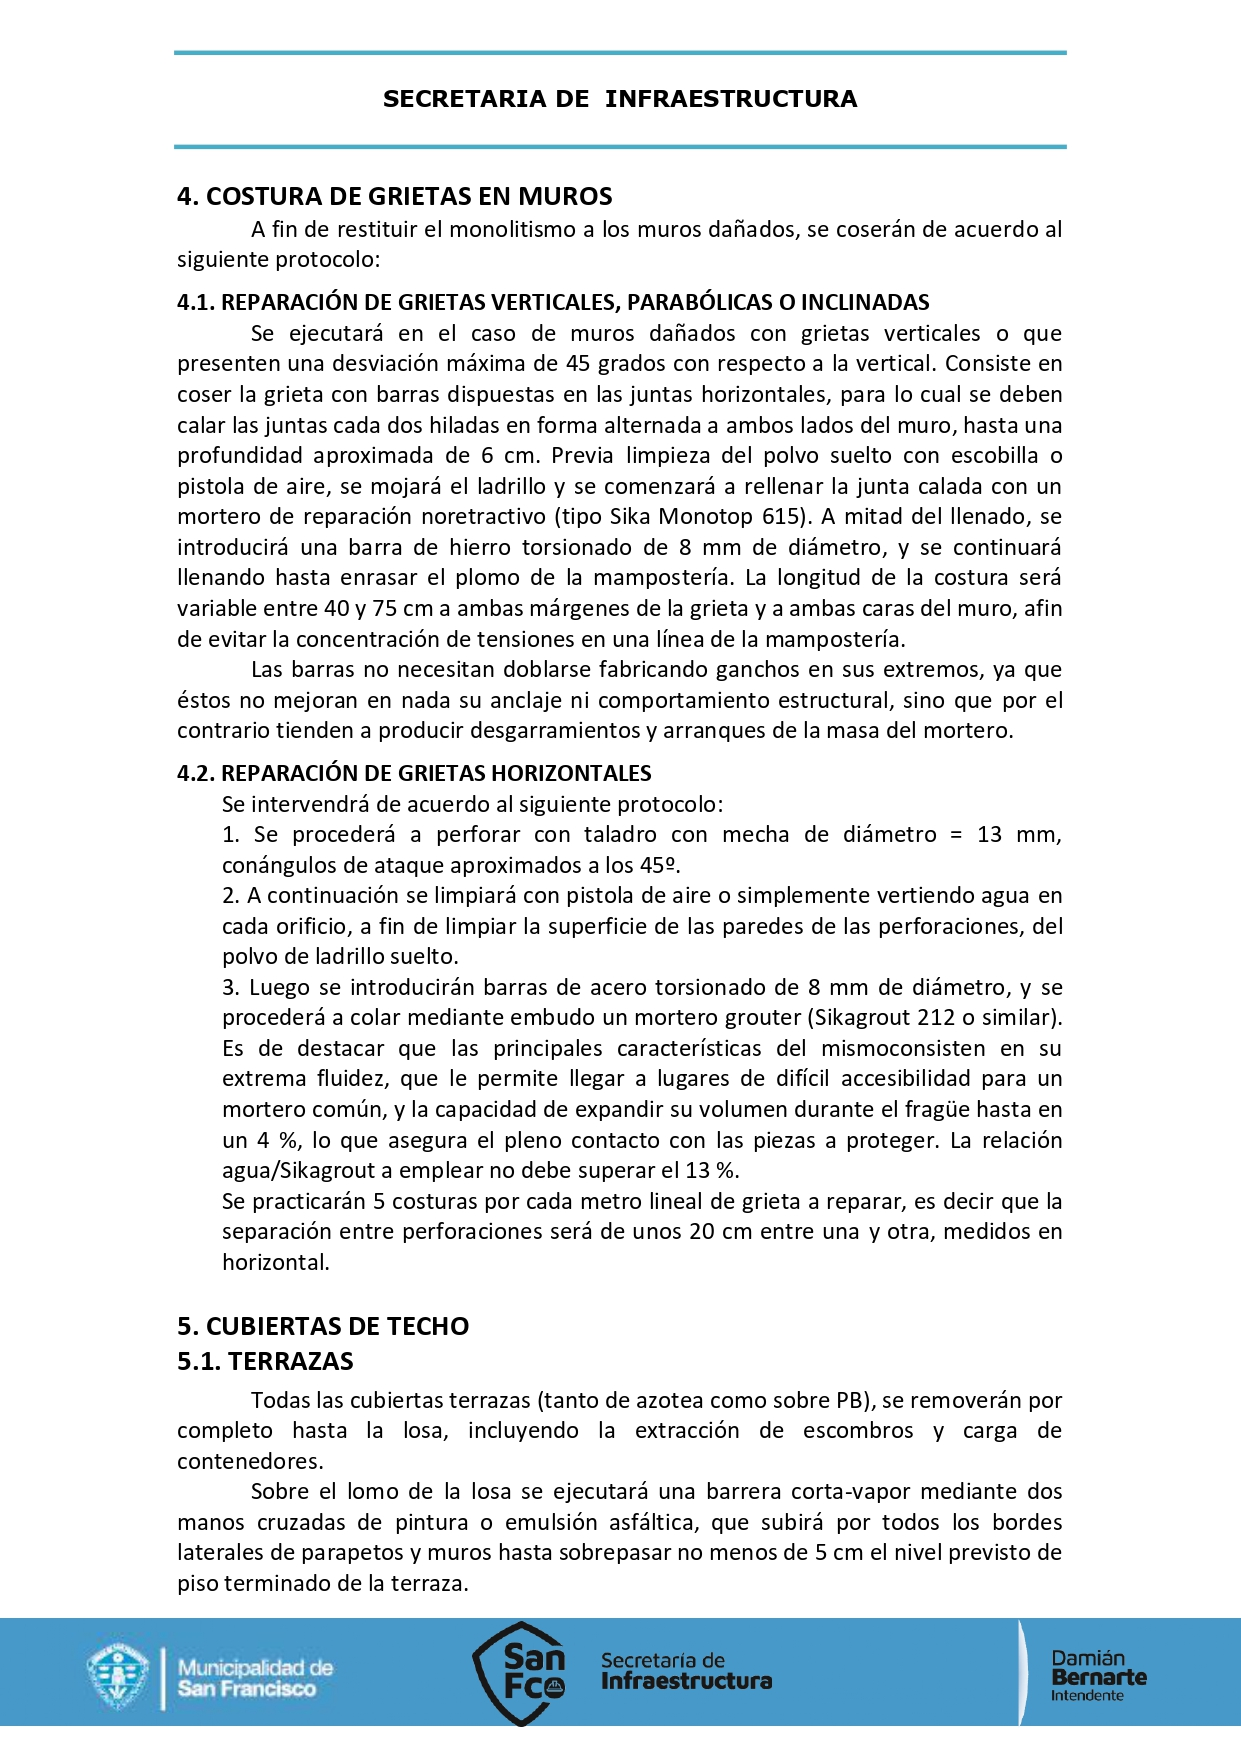 SECRETARIA DE INFRAESTRUCTURA
4. COSTURA DE GRIETAS EN MUROS
A fin de restituir el monolitismo a los muros dañados, se coserán de acuerdo al
siguiente protocolo:
4.1. REPARACIÓN DE GRIETAS VERTICALES, PARABÓLICAS O INCLINADAS
Se ejecutará en el caso de muros dañados con grietas verticales o que
presenten una desviación máxima de 45 grados con respecto a la vertical. Consiste en
coser la grieta con barras dispuestas en las juntas horizontales, para lo cual se deben
calar las juntas cada dos hiladas en forma alternada a ambos lados del muro, hasta una
profundidad aproximada de 6 cm. Previa limpieza del polvo suelto con escobilla o
pistola de aire, se mojará el ladrillo y se comenzará a rellenar la junta calada con un
mortero de reparación noretractivo (tipo Sika Monotop 615). A mitad del llenado, se
introducirá una barra de hierro torsionado de 8 mm de diámetro, y se continuará
llenando hasta enrasar el plomo de la mampostería. La longitud de la costura será
variable entre 40 y 75 cm a ambas márgenes de la grieta y a ambas caras del muro, afin
de evitar la concentración de tensiones en una línea de la mampostería.
Las barras no necesitan doblarse fabricando ganchos en sus extremos, ya que
éstos no mejoran en nada su anclaje ni comportamiento estructural, sino que por el
contrario tienden a producir desgarramientos y arranques de la masa del mortero.
4.2. REPARACIÓN DE GRIETAS HORIZONTALES
Se intervendrá de acuerdo al siguiente protocolo:
1. Se procederá a perforar con taladro con mecha de diámetro = 13 mm,
conángulos de ataque aproximados a los 45º.
2. A continuación se limpiará con pistola de aire o simplemente vertiendo agua en
cada orificio, a fin de limpiar la superficie de las paredes de las perforaciones, del
polvo de ladrillo suelto.
3. Luego se introducirán barras de acero torsionado de 8 mm de diámetro, y se
procederá a colar mediante embudo un mortero grouter (Sikagrout 212 o similar).
Es de destacar que las principales características del mismoconsisten en su
extrema fluidez, que le permite llegar a lugares de difícil accesibilidad para un
mortero común, y la capacidad de expandir su volumen durante el fragüe hasta en
un 4 %, lo que asegura el pleno contacto con las piezas a proteger. La relación
agua/Sikagrout a emplear no debe superar el 13 %.
Se practicarán 5 costuras por cada metro lineal de grieta a reparar, es decir que la
separación entre perforaciones será de unos 20 cm entre una y otra, medidos en
horizontal.
5. CUBIERTAS DE TECHO
5.1. TERRAZAS
Todas las cubiertas terrazas (tanto de azotea como sobre PB), se removerán por
completo hasta la losa, incluyendo la extracción de escombros y carga de
contenedores.
Sobre el lomo de la losa se ejecutará una barrera corta-vapor mediante dos
manos cruzadas de pintura o emulsión asfáltica, que subirá por todos los bordes
laterales de parapetos y muros hasta sobrepasar no menos de 5 cm el nivel previsto de
piso terminado de la terraza.
Municipalidad de
San Francisco
San
Fco
Secretaría de
Infraestructura
Damián
Bernarte
Intendente